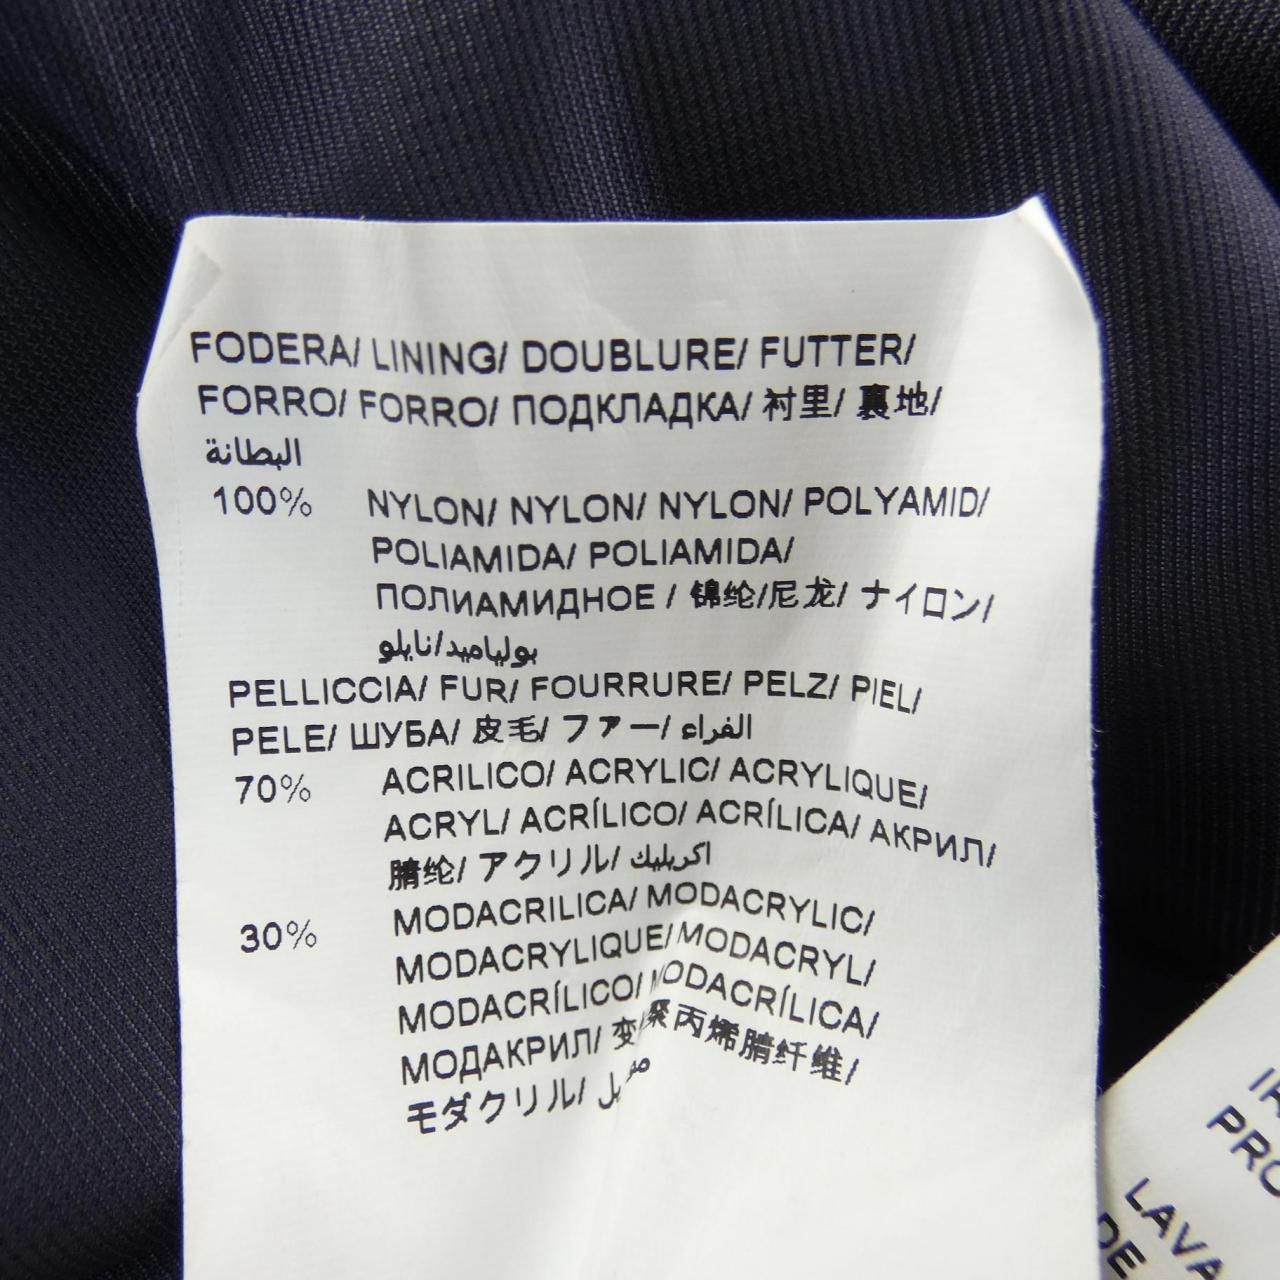 FODERA/ LINING/ DOUBLURE/ FUTTER/
FORRO/ FORRO/ ПОДКЛАДКА/ 衬里/ 裏地/
البطانة
100% NYLON/ NYLON/ NYLON/ POLYAMID/
POLIAMIDA/ POLIAMIDA/
ПОЛИАМИДНОЕ / 锦纶/尼龙/ ナイロン/
بولياميد/نايلو
PELLICCIA/ FUR/ FOURRURE/ PELZ/ PIEL/
PELE/ ШУБА/ 皮毛/ ファー/ الفراء
70% ACRILICO/ ACRYLIC/ ACRYLIQUE/
ACRYL/ ACRÍLICO/ ACRÍLICA/ АКРИЛ/
腈纶/ アクリル/ اكريليك
30% MODACRILICA/ MODACRYLIC/
MODACRYLIQUE/ MODACRYL/
MODACRÍLICO/ MODACRÍLICA/
МОДАКРИЛ/ 变/聚丙烯腈纤维/
モダクリル/
PRO
LAVA
DE